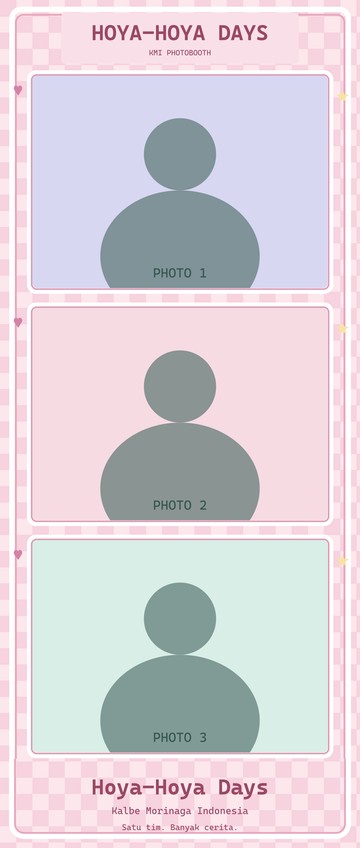 HOYA–HOYA DAYS
KMI PHOTOBOOTH
PHOTO 1
PHOTO 2
PHOTO 3
Hoya–Hoya Days
Kalbe Morinaga Indonesia
Satu tim. Banyak cerita.